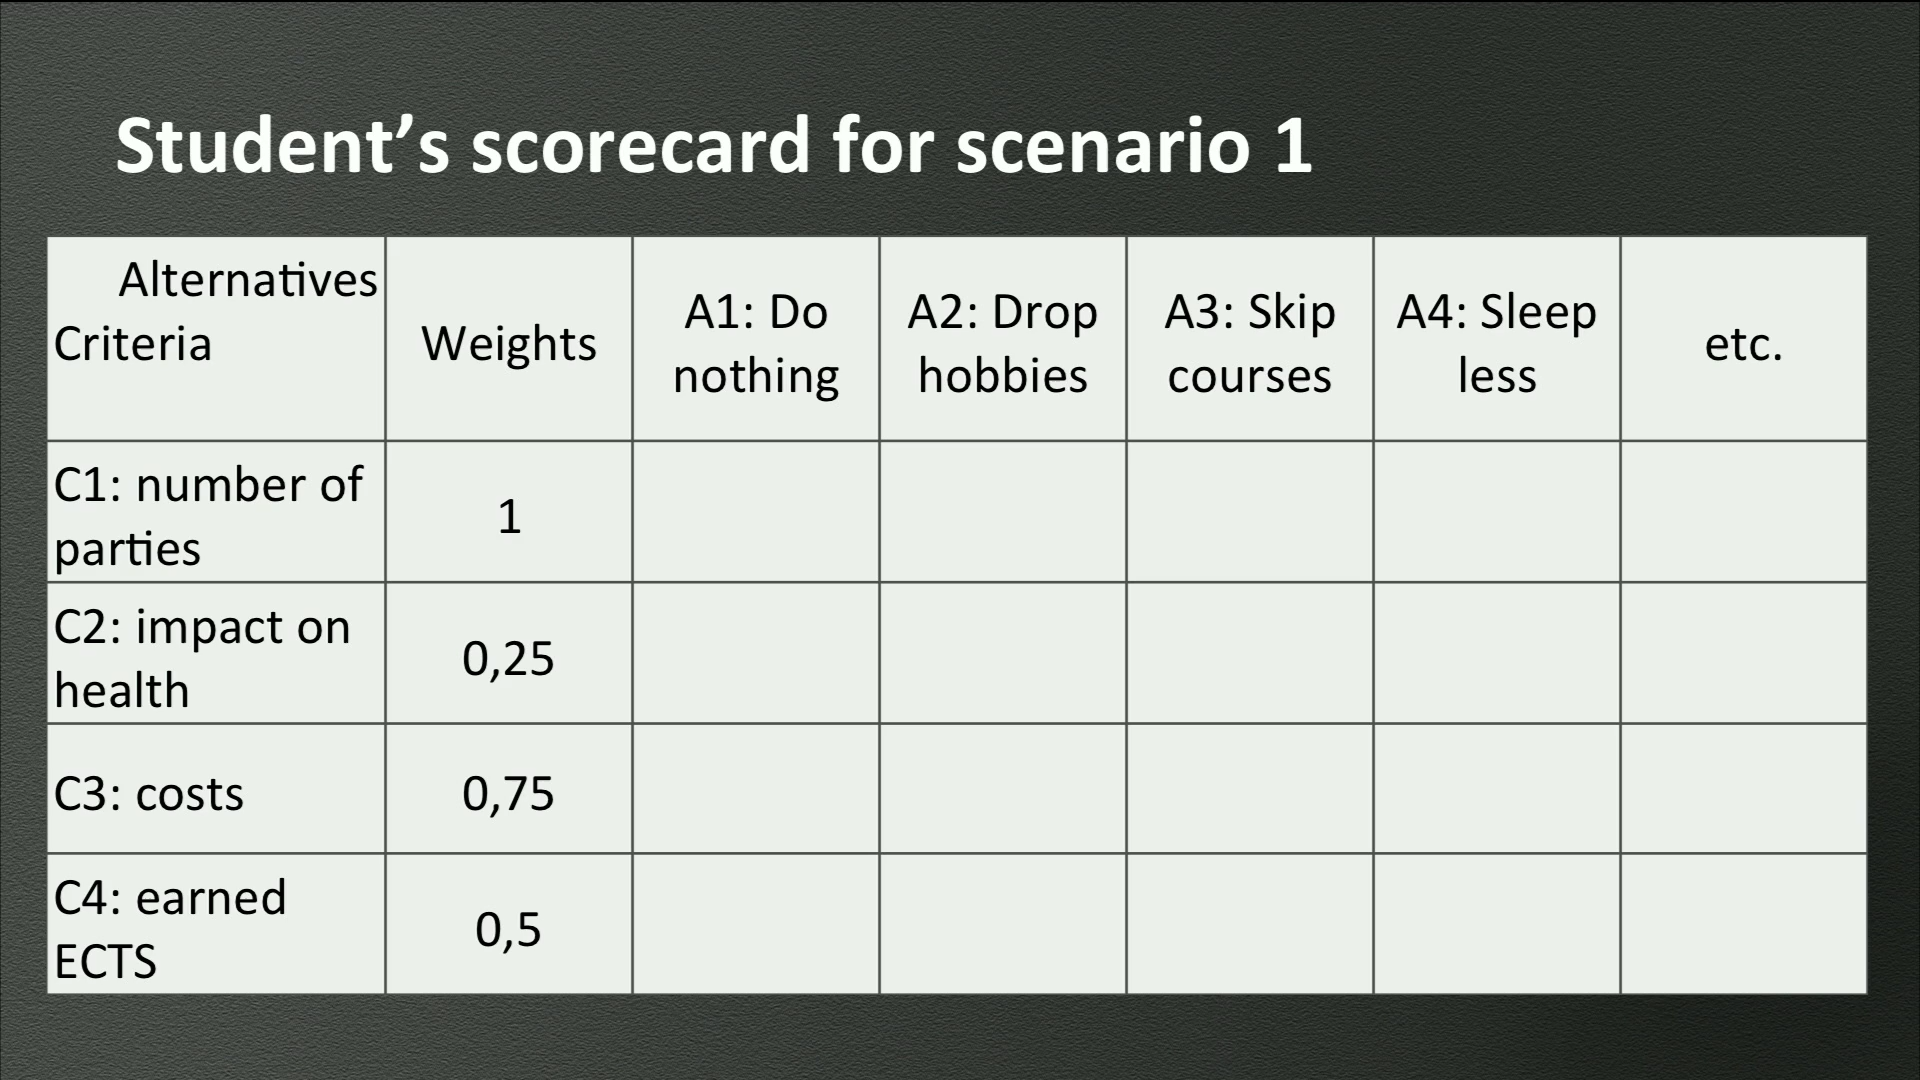 Student’s scorecard for scenario 1
Alternatives
Criteria
Weights
A1: Do
nothing
A2: Drop
hobbies
A3: Skip
courses
A4: Sleep
less
etc.
C1: number of
parties
1
C2: impact on
health
0,25
C3: costs
0,75
C4: earned
ECTS
0,5